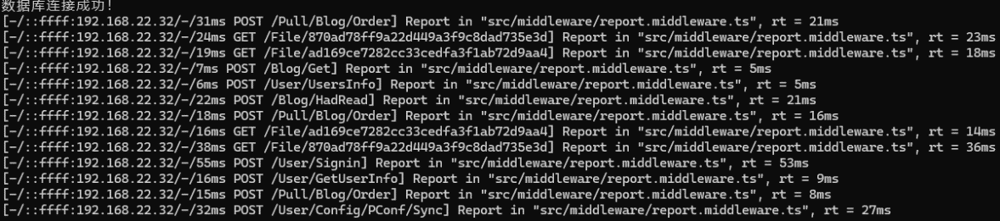 数据库连接成功!
[-/::ffff:192.168.22.32/-/31ms POST /Pull/Blog/Order] Report in "src/middleware/report.middleware.ts", rt = 21ms
[-/::ffff:192.168.22.32/-/24ms GET /File/870ad78ff9a22d449a3f9c8dad735e3d] Report in "src/middleware/report.middleware.ts", rt = 23ms
[-/::ffff:192.168.22.32/-/19ms GET /File/ad169ce7282cc33cedfa3f1ab72d9aa4] Report in "src/middleware/report.middleware.ts", rt = 18ms
[-/::ffff:192.168.22.32/-/7ms POST /Blog/Get] Report in "src/middleware/report.middleware.ts", rt = 5ms
[-/::ffff:192.168.22.32/-/6ms POST /User/UsersInfo] Report in "src/middleware/report.middleware.ts", rt = 5ms
[-/::ffff:192.168.22.32/-/22ms POST /Blog/HadRead] Report in "src/middleware/report.middleware.ts", rt = 21ms
[-/::ffff:192.168.22.32/-/18ms POST /Pull/Blog/Order] Report in "src/middleware/report.middleware.ts", rt = 16ms
[-/::ffff:192.168.22.32/-/16ms GET /File/ad169ce7282cc33cedfa3f1ab72d9aa4] Report in "src/middleware/report.middleware.ts", rt = 14ms
[-/::ffff:192.168.22.32/-/38ms GET /File/870ad78ff9a22d449a3f9c8dad735e3d] Report in "src/middleware/report.middleware.ts", rt = 36ms
[-/::ffff:192.168.22.32/-/55ms POST /User/Signin] Report in "src/middleware/report.middleware.ts", rt = 53ms
[-/::ffff:192.168.22.32/-/16ms POST /User/GetUserInfo] Report in "src/middleware/report.middleware.ts", rt = 9ms
[-/::ffff:192.168.22.32/-/15ms POST /Pull/Blog/Order] Report in "src/middleware/report.middleware.ts", rt = 8ms
[-/::ffff:192.168.22.32/-/32ms POST /User/Config/PConf/Sync] Report in "src/middleware/report.middleware.ts", rt = 27ms